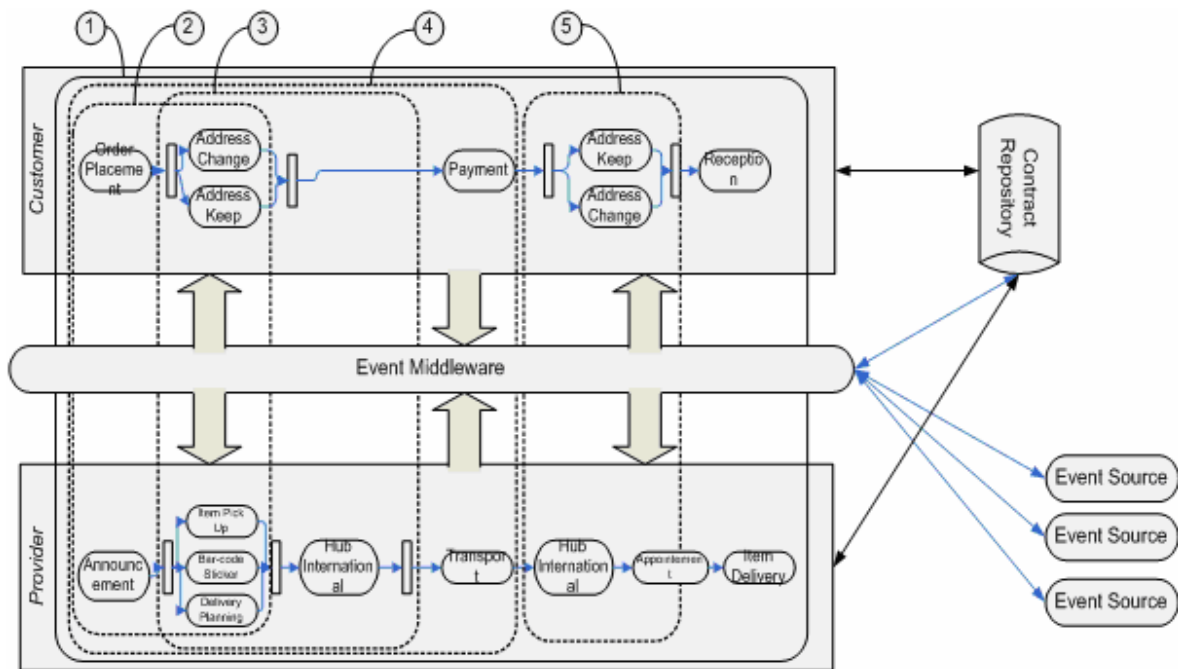 1
2
3
4
5
Customer
Order
Placeme
nt
Address
Change
Address
Keep
Payment
Address
Keep
Address
Change
Receptio
n
Contract
Repository
Event Middleware
Provider
Announc
ement
Item Pick
Up
Bar-code
Sticker
Delivery
Planning
Hub
Internation
al
Transpor
t
Hub
Internation
al
Appointemen
t
Item
Delivery
Event Source
Event Source
Event Source